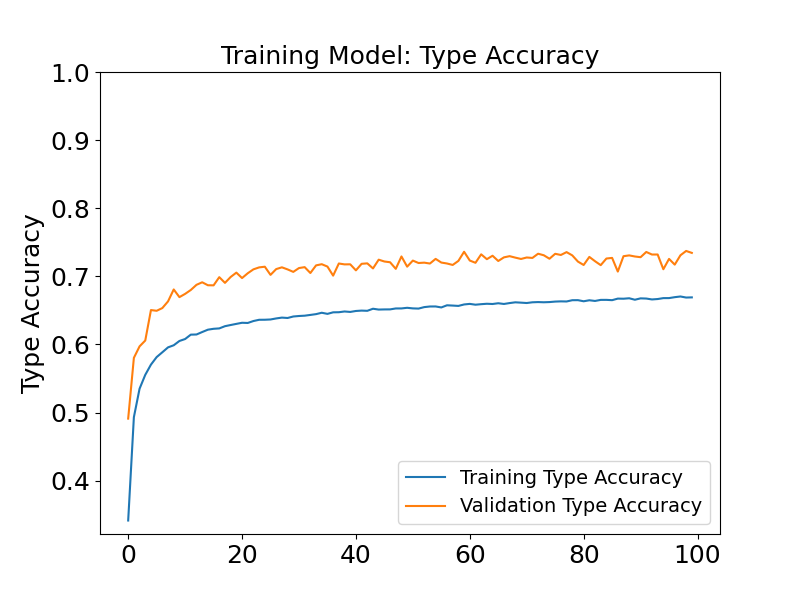 Training Model: Type Accuracy
1.0
0.9
0.8
0.7
0.6
0.5
0.4
Type Accuracy
Training Type Accuracy
Validation Type Accuracy
0 20 40 60 80 100